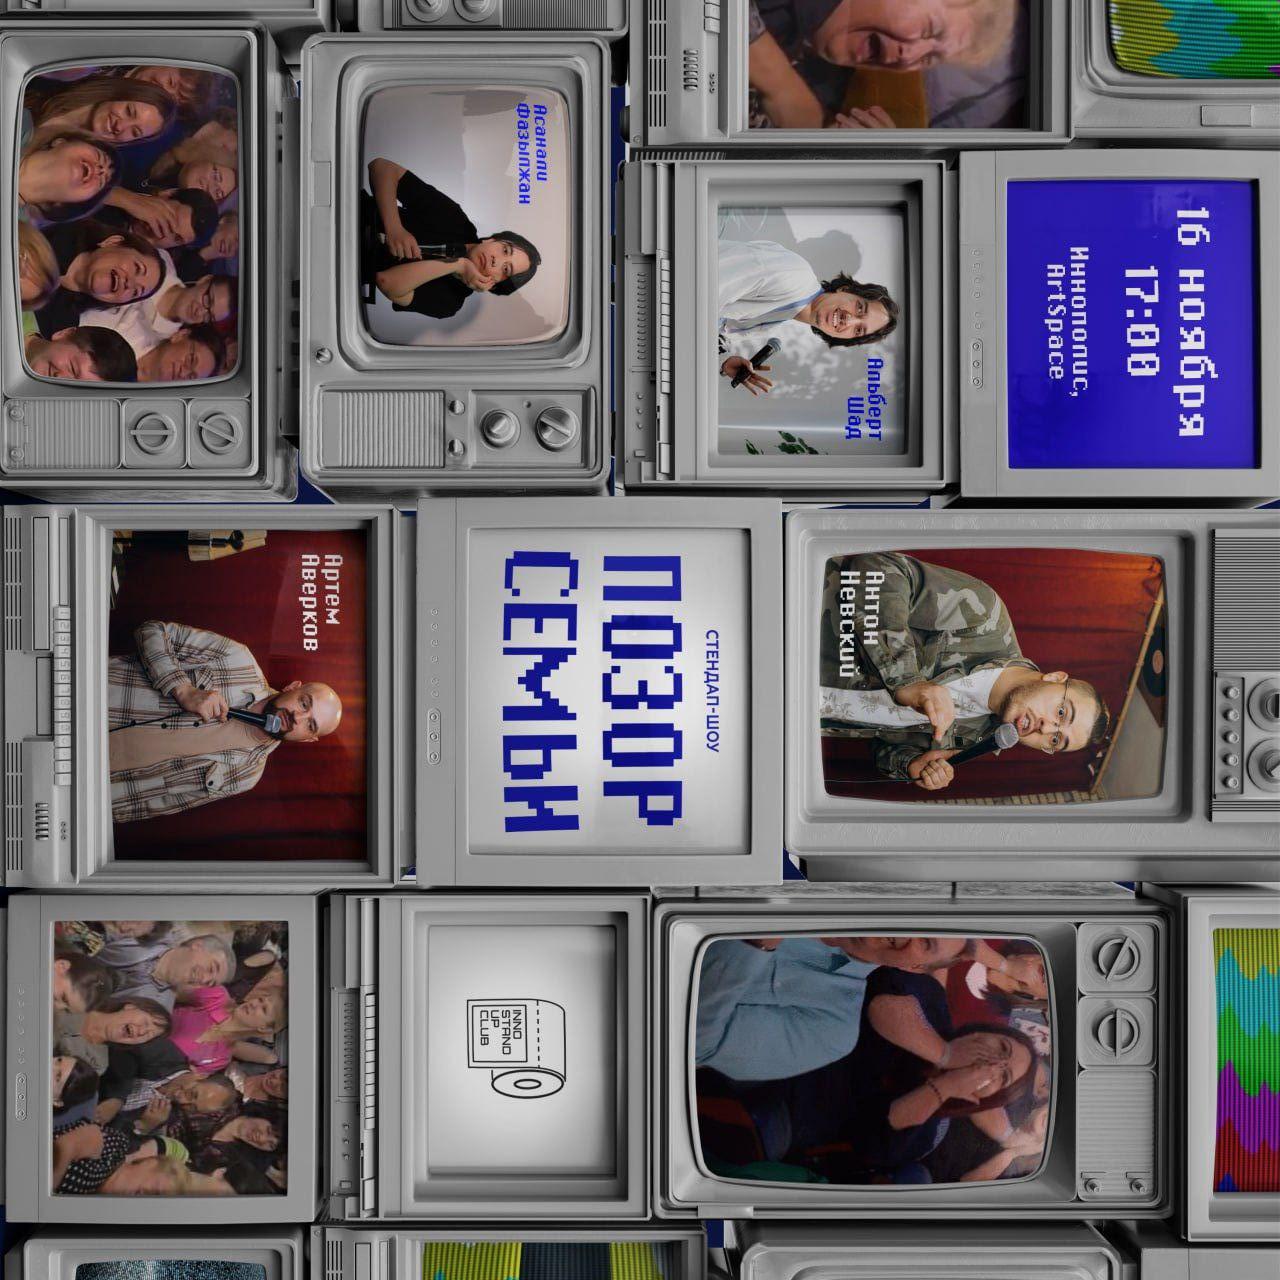 16 ноября
17:00
Иннополис,
ArtSpace
Асанали
Фазылжан
Альберт
Шад
СТЕНДАП-ШОУ
ПОЗОР
СЕМЬИ
Антон
Невский
Артем
Аверков
INNO
STAND
UP
CLUB